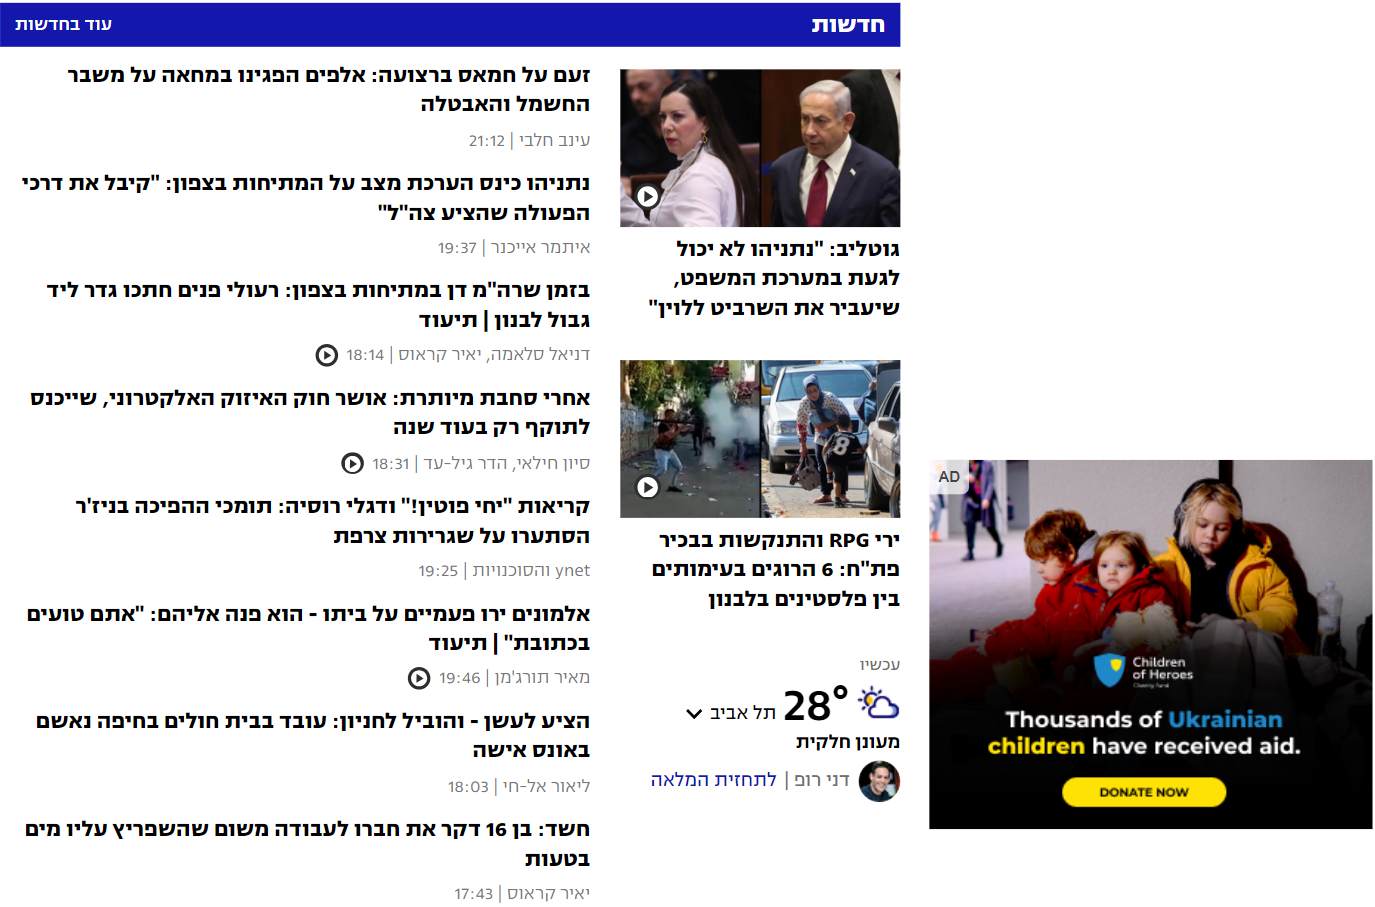 חדשות
עוד בחדשות
גוטליב: "נתניהו לא יכול
לגעת במערכת המשפט,
שיעביר את השרביט ללוין"
8
ירי RPG והתנקשות בבכיר
פת"ח: 6 הרוגים בעימותים
בין פלסטינים בלבנון
עכשיו
28° תל אביב
מעונן חלקית
דני רופ | לתחזית המלאה
זעם על חמאס ברצועה: אלפים הפגינו במחאה על משבר
החשמל והאבטלה
עינב חלבי | 21:12
נתניהו כינס הערכת מצב על המתיחות בצפון: "קיבל את דרכי
הפעולה שהציע צה"ל"
איתמר אייכנר | 19:37
בזמן שרה"מ דן במתיחות בצפון: רעולי פנים חתכו גדר ליד
גבול לבנון | תיעוד
דניאל סלאמה, יאיר קראוס | 18:14
אחרי סחבת מיותרת: אושר חוק האיזוק האלקטרוני, שייכנס
לתוקף רק בעוד שנה
סיון חילאי, הדר גיל-עד | 18:31
קריאות "יחי פוטין!" ודגלי רוסיה: תומכי ההפיכה בניז'ר
הסתערו על שגרירות צרפת
ynet והסוכנויות | 19:25
אלמונים ירו פעמיים על ביתו - הוא פנה אליהם: "אתם טועים
בכתובת" | תיעוד
מאיר תורג'מן | 19:46
הציע לעשן - והוביל לחניון: עובד בבית חולים בחיפה נאשם
באונס אישה
ליאור אל-חי | 18:03
חשד: בן 16 דקר את חברו לעבודה משום שהשפריץ עליו מים
בטעות
יאיר קראוס | 17:43
AD
Children
of Heroes
Charity Fund
Thousands of Ukrainian
children have received aid.
DONATE NOW